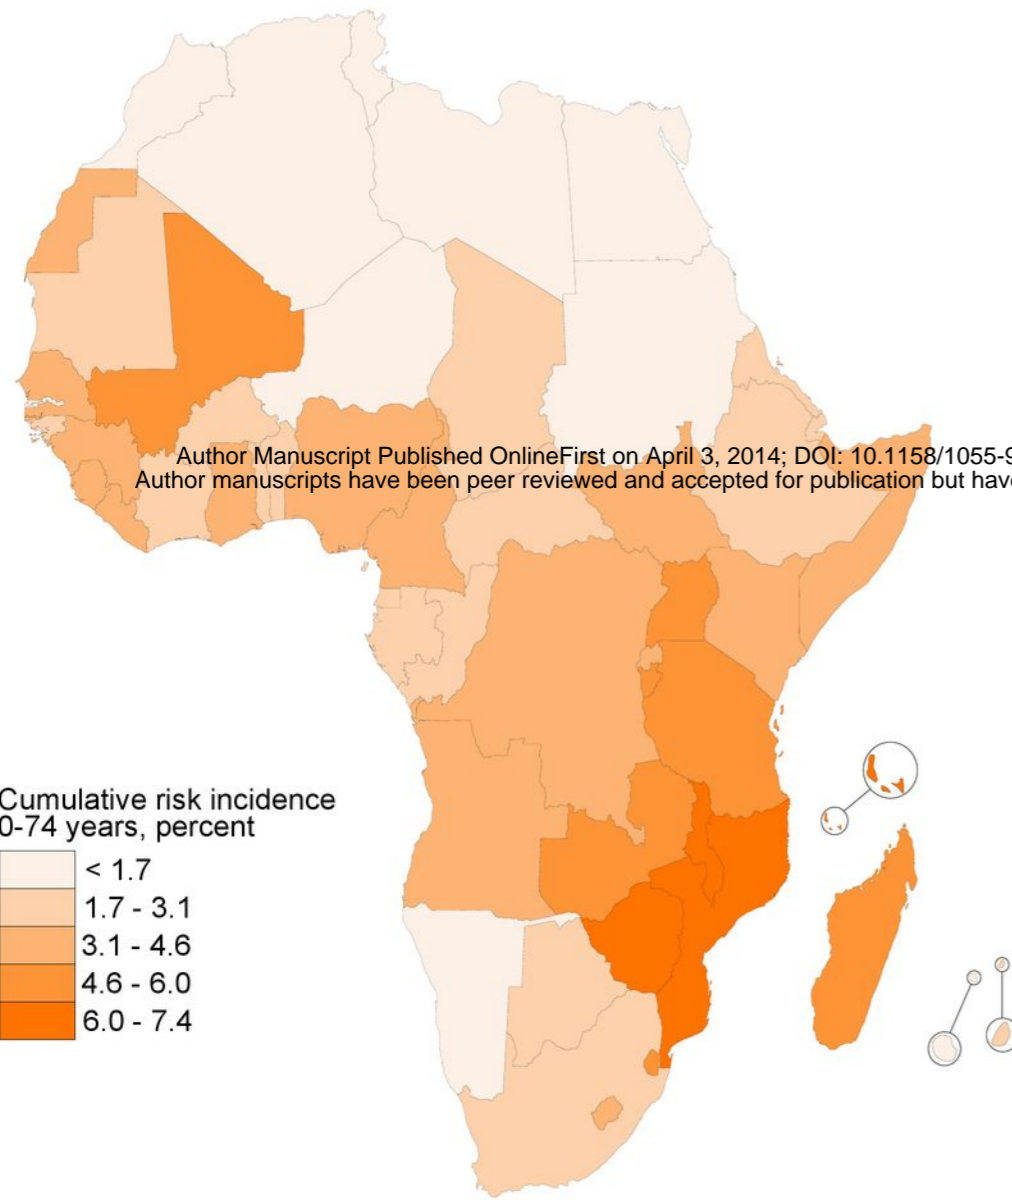 Author Manuscript Published OnlineFirst on April 3, 2014; DOI: 10.1158/1055-9
Author manuscripts have been peer reviewed and accepted for publication but have
Cumulative risk incidence
0-74 years, percent
< 1.7
1.7 - 3.1
3.1 - 4.6
4.6 - 6.0
6.0 - 7.4